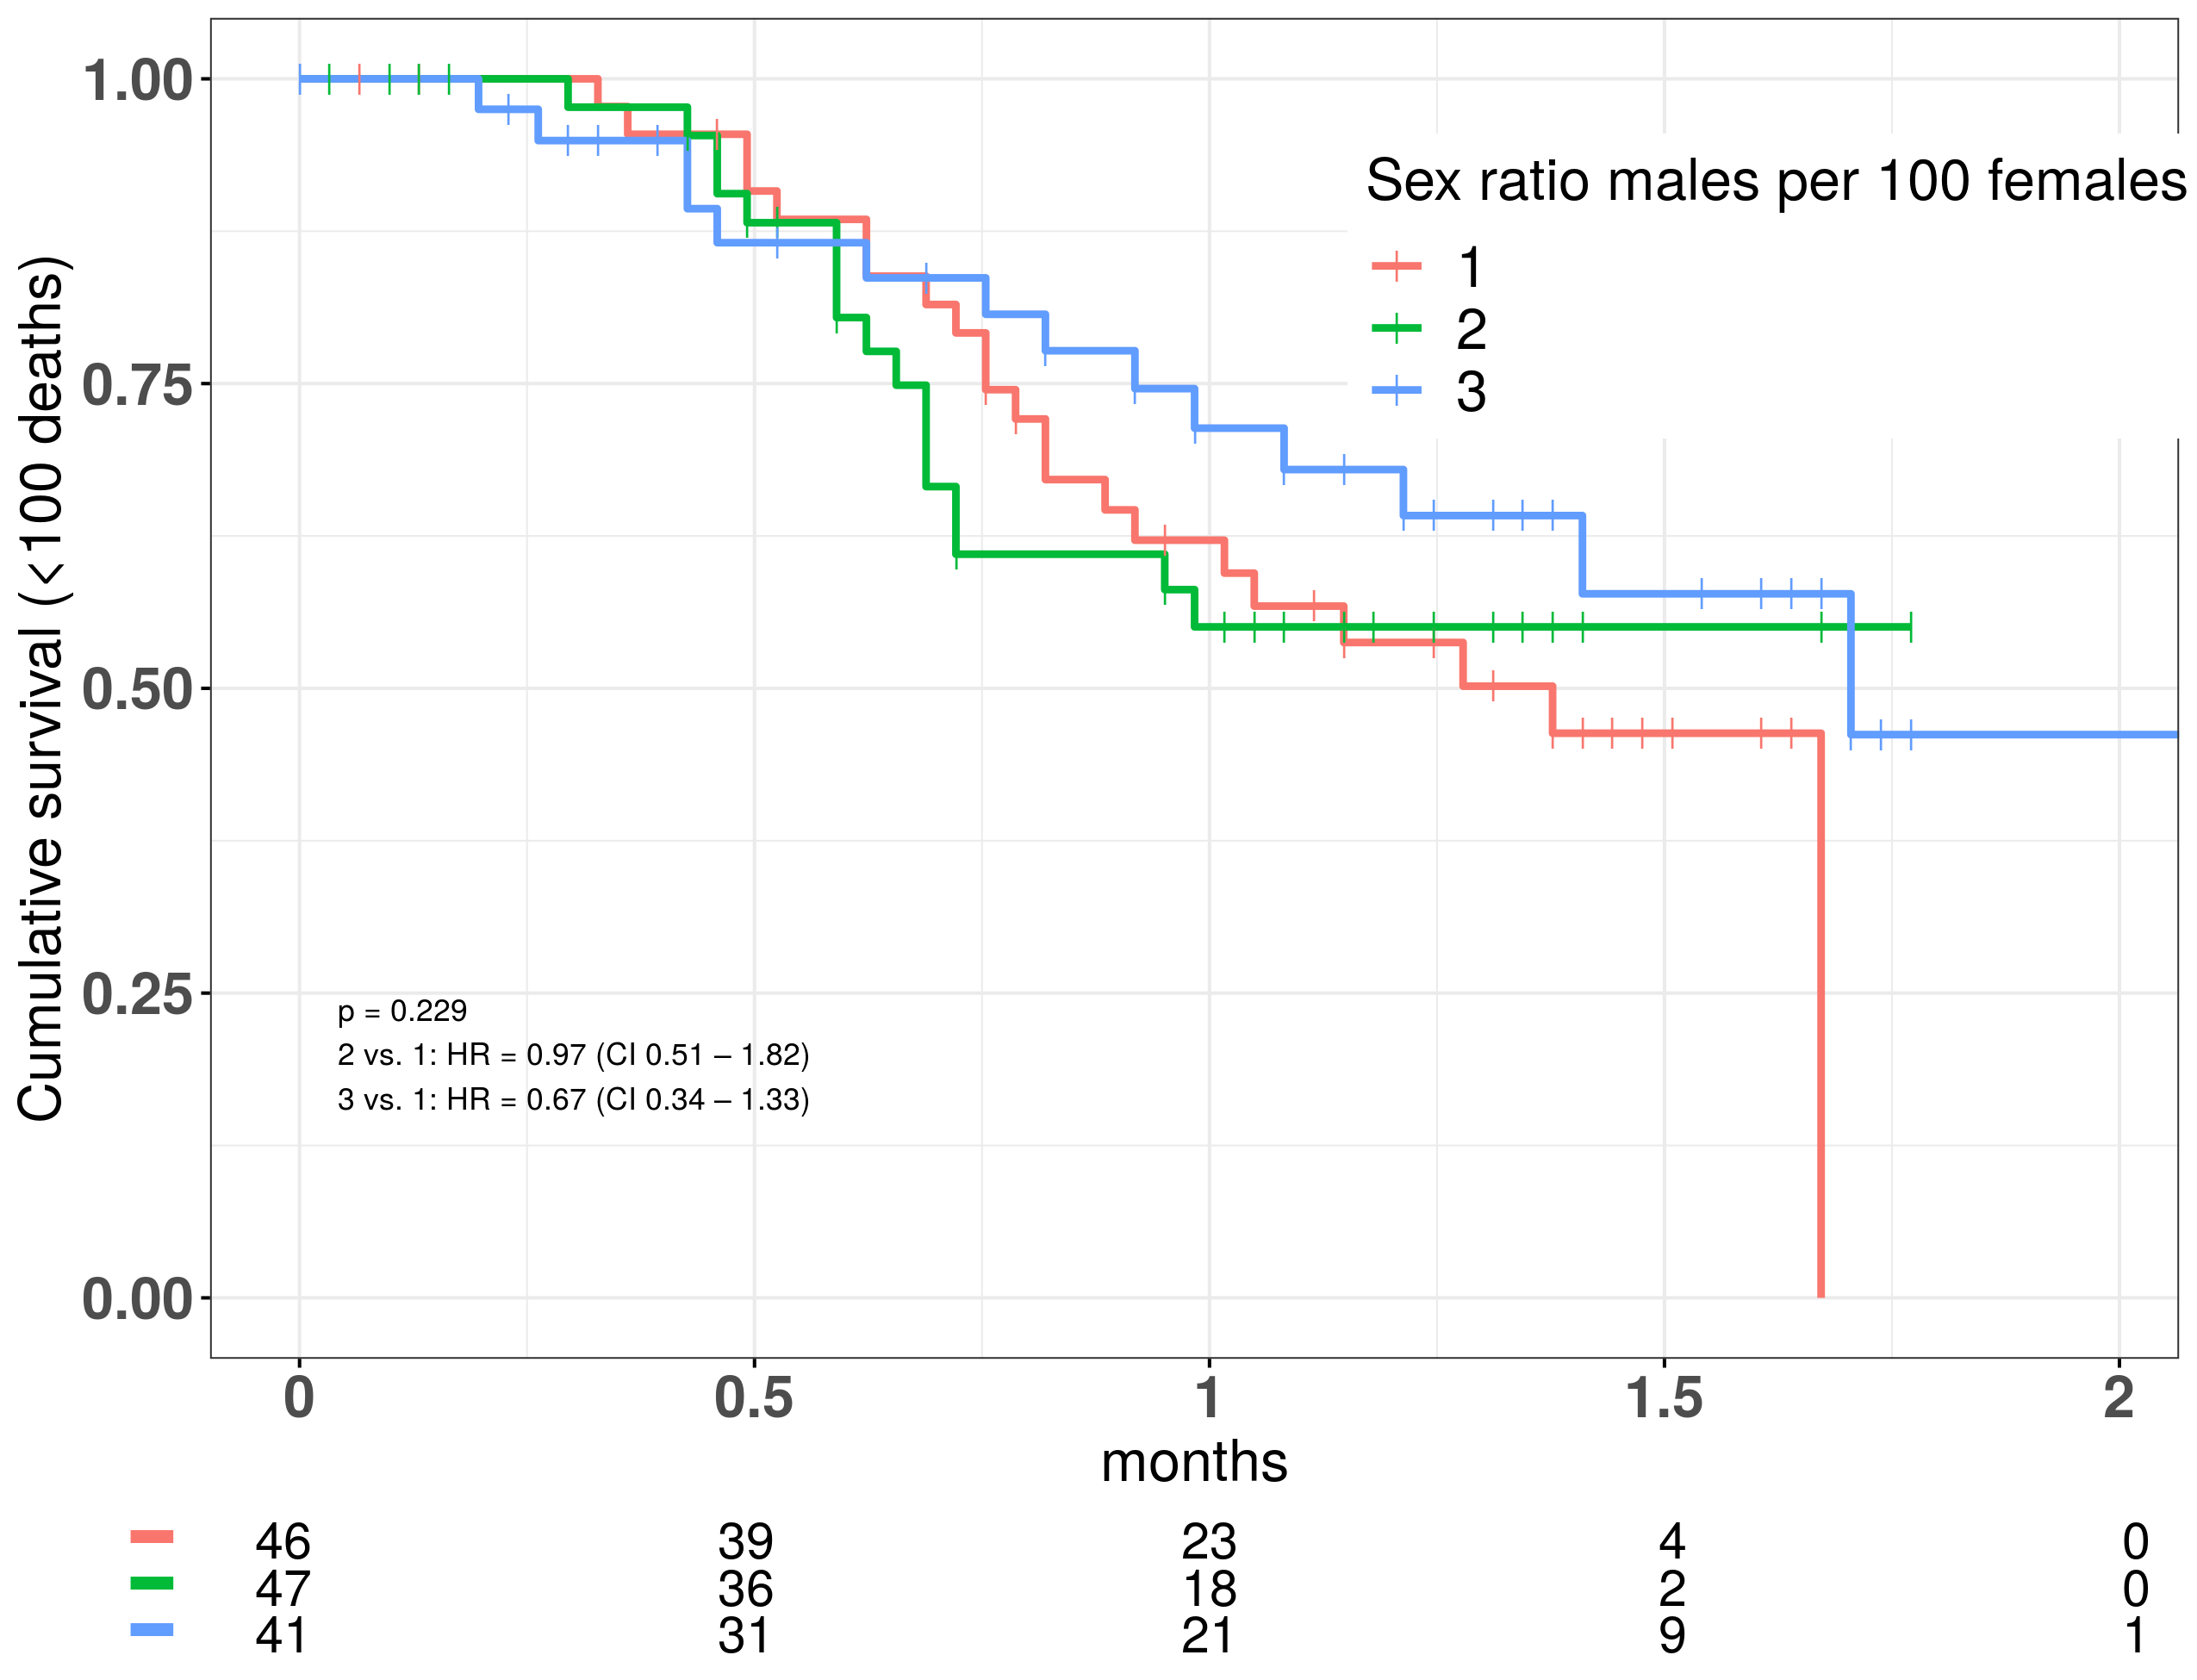 Cumulative survival (<100 deaths)
1.00
0.75
0.50
0.25
0.00
Sex ratio males per 100 females
1
2
3
p = 0.229
2 vs. 1: HR = 0.97 (CI 0.51 – 1.82)
3 vs. 1: HR = 0.67 (CI 0.34 – 1.33)
0 0.5 1 1.5 2
months
46 39 23 4 0
47 36 18 2 0
41 31 21 9 1